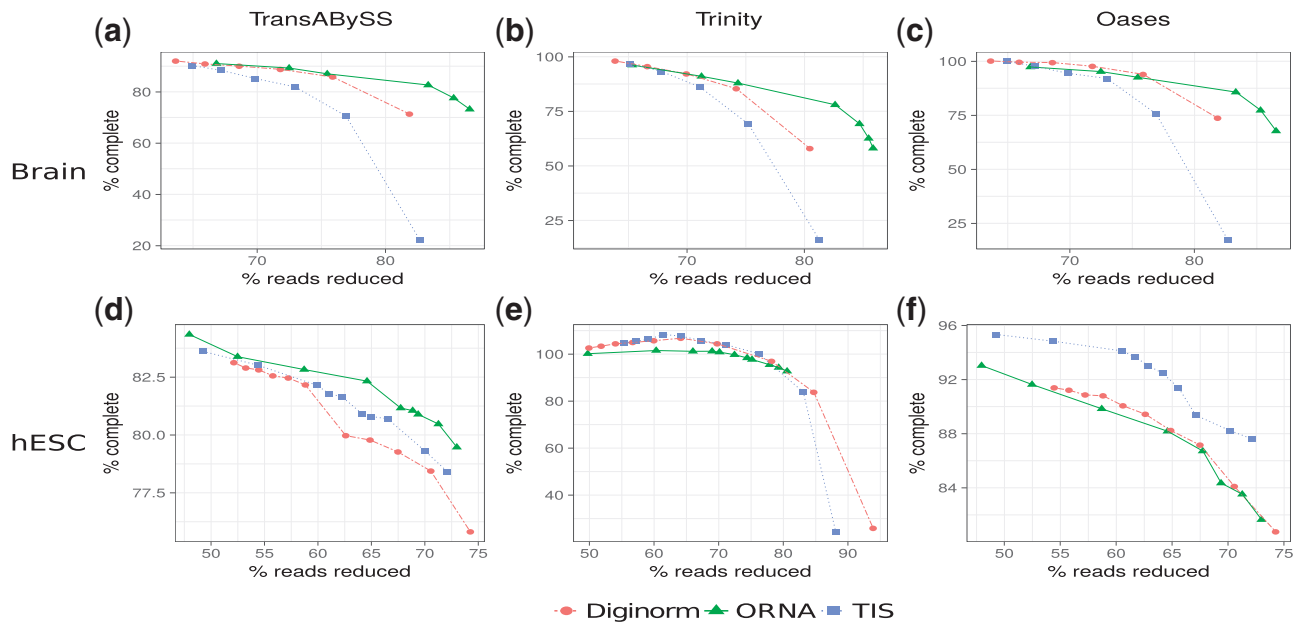 TransABySS Trinity Oases
(a) (b) (c)
Brain
% complete
80
60
40
20
70 80
% reads reduced
% complete
100
75
50
25
70 80
% reads reduced
% complete
100
75
50
25
70 80
% reads reduced
(d) (e) (f)
hESC
% complete
82.5
80.0
77.5
50 55 60 65 70 75
% reads reduced
% complete
100
80
60
40
50 60 70 80 90
% reads reduced
% complete
96
92
88
84
50 55 60 65 70 75
% reads reduced
Diginorm ORNA TIS